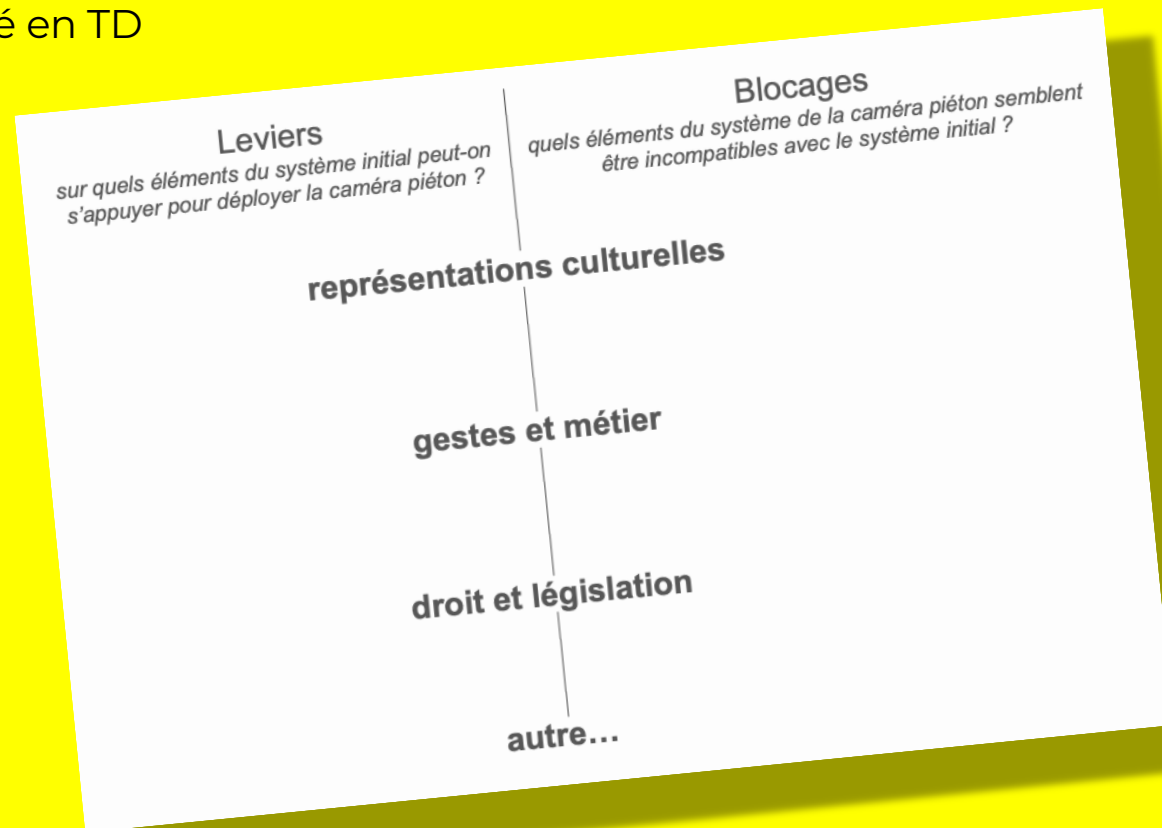 é en TD
Leviers
sur quels éléments du système initial peut-on
s'appuyer pour déployer la caméra piéton ?
Blocages
quels éléments du système de la caméra piéton semblent
être incompatibles avec le système initial ?
représentations culturelles
gestes et métier
droit et législation
autre…